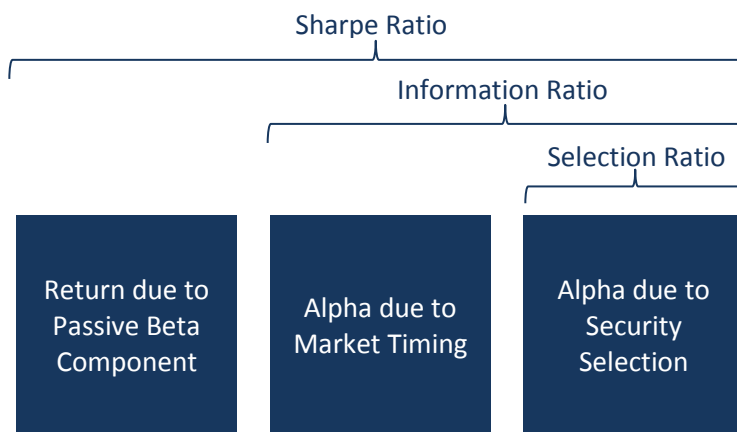 Sharpe Ratio
Information Ratio
Selection Ratio
Return due to
Passive Beta
Component
Alpha due to
Market Timing
Alpha due to
Security
Selection